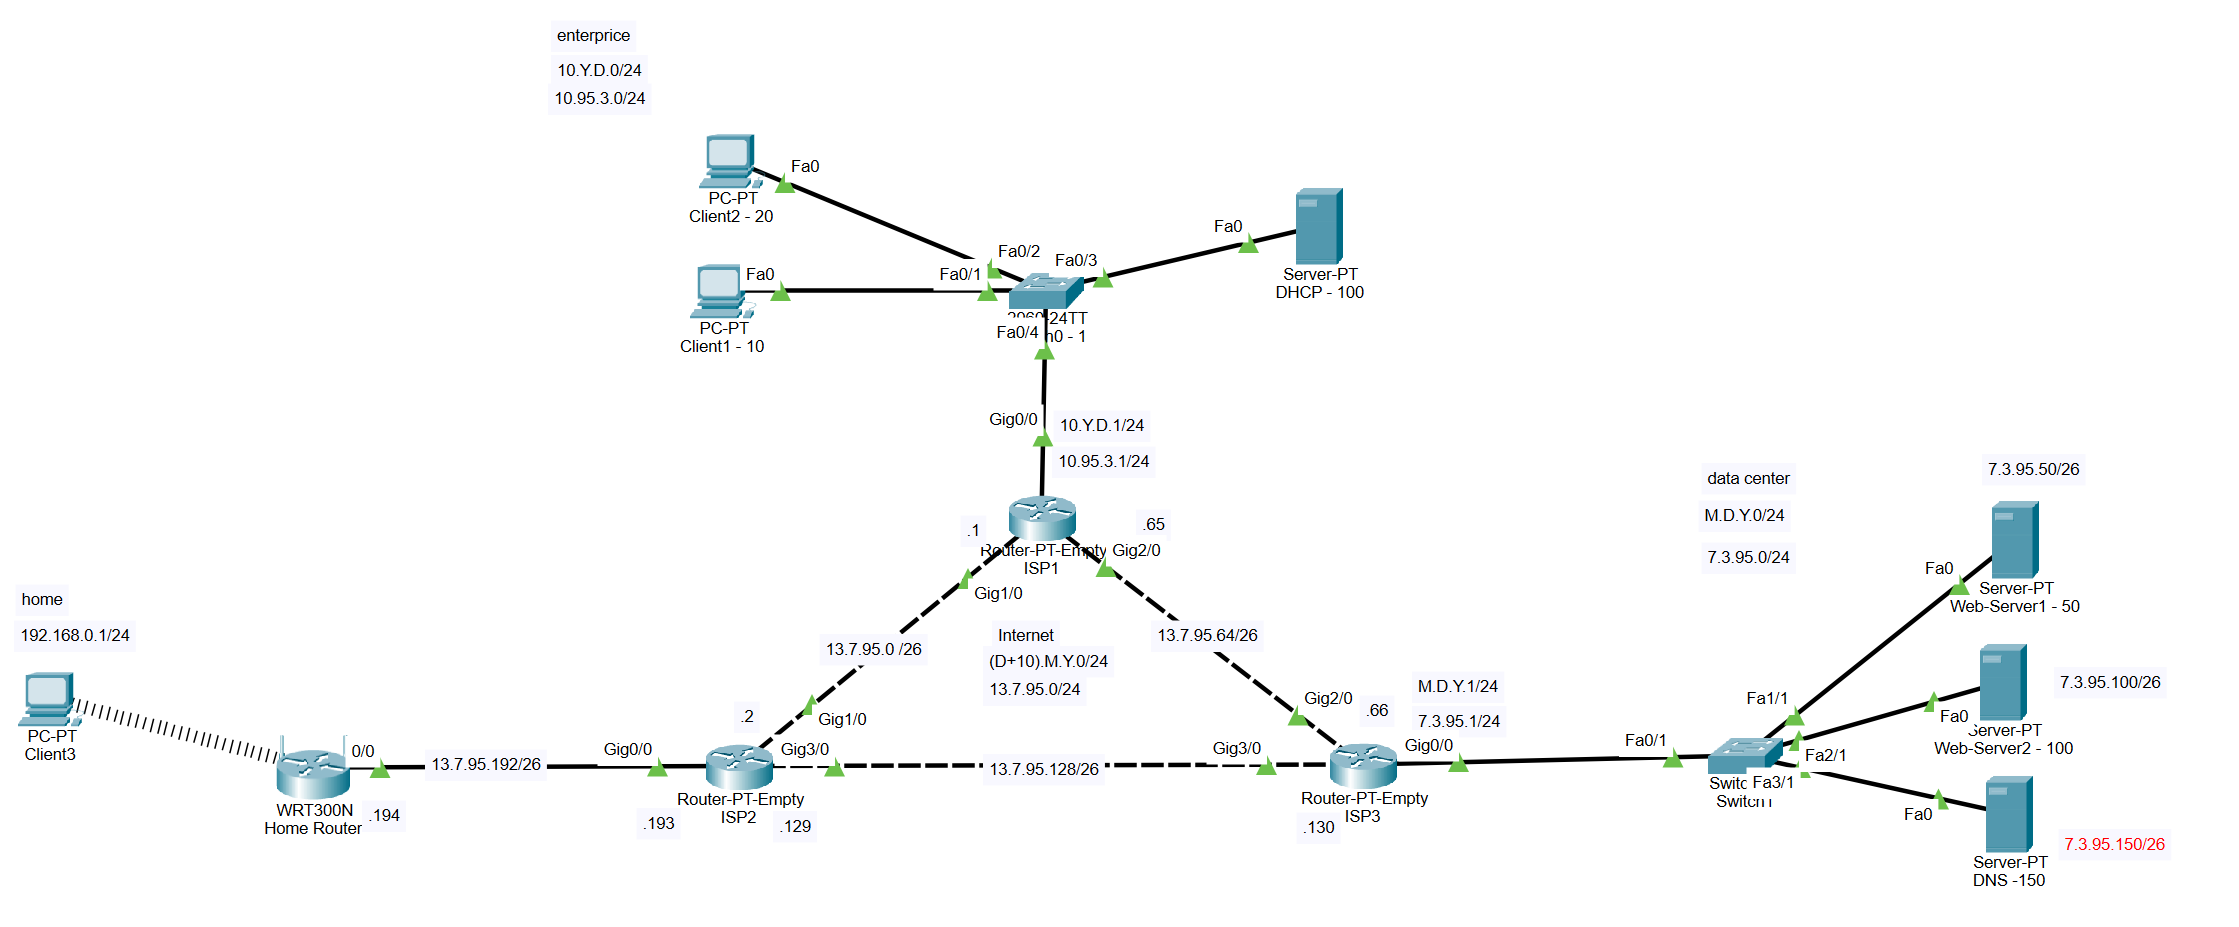 enterprice
10.Y.D.0/24
10.95.3.0/24
Fa0
PC-PT
Client2 - 20
Fa0
PC-PT
Client1 - 10
Fa0/2
Fa0/1
Fa0/3
Fa0
Server-PT
DHCP - 100
24TT
Fa0/4
- 1
Gig0/0
10.Y.D.1/24
10.95.3.1/24
.1
.65
Router-PT-Empty
ISP1
Gig2/0
Gig1/0
home
192.168.0.1/24
PC-PT
Client3
0/0
WRT300N
Home Router
.194
13.7.95.192/26
Gig0/0
.193
.2
Gig1/0
Gig3/0
Router-PT-Empty
ISP2
.129
13.7.95.0 /26
Internet
(D+10).M.Y.0/24
13.7.95.0/24
13.7.95.64/26
13.7.95.128/26
Gig2/0
.66
Gig3/0
Gig0/0
M.D.Y.1/24
7.3.95.1/24
Router-PT-Empty
ISP3
.130
data center
M.D.Y.0/24
7.3.95.0/24
7.3.95.50/26
Fa0
Server-PT
Web-Server1 - 50
Fa0/1
Fa1/1
Fa2/1
Fa3/1
7.3.95.100/26
Fa0
Server-PT
Web-Server2 - 100
Fa0
Server-PT
DNS -150
7.3.95.150/26